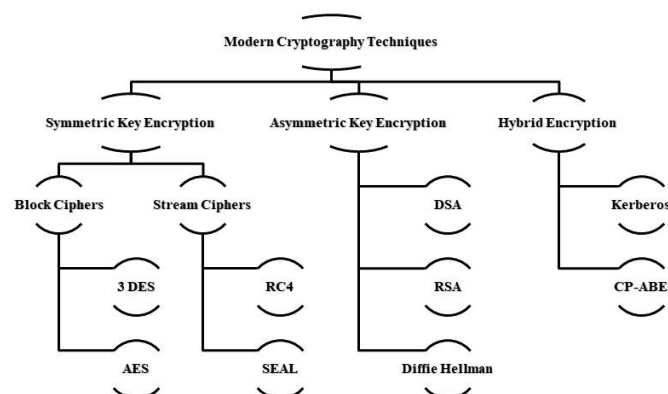 Modern Cryptography Techniques
Symmetric Key Encryption
Asymmetric Key Encryption
Hybrid Encryption
Block Ciphers
Stream Ciphers
DSA
Kerberos
3 DES
RC4
RSA
CP-ABE
AES
SEAL
Diffie Hellman